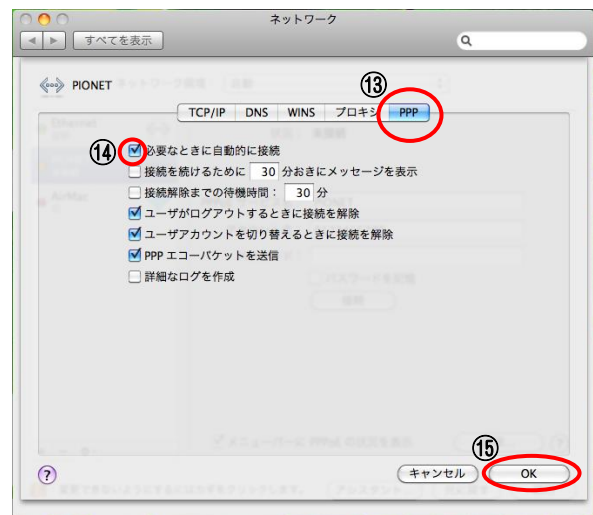 ネットワーク
すべてを表示
PIONET
⑬
TCP/IP DNS WINS プロキシ PPP
⑭ 必要なときに自動的に接続
接続を続けるために 30 分おきにメッセージを表示
接続解除までの待機時間： 30 分
ユーザがログアウトするときに接続を解除
ユーザアカウントを切り替えるときに接続を解除
PPP エコーパケットを送信
詳細なログを作成
⑮
? キャンセル OK